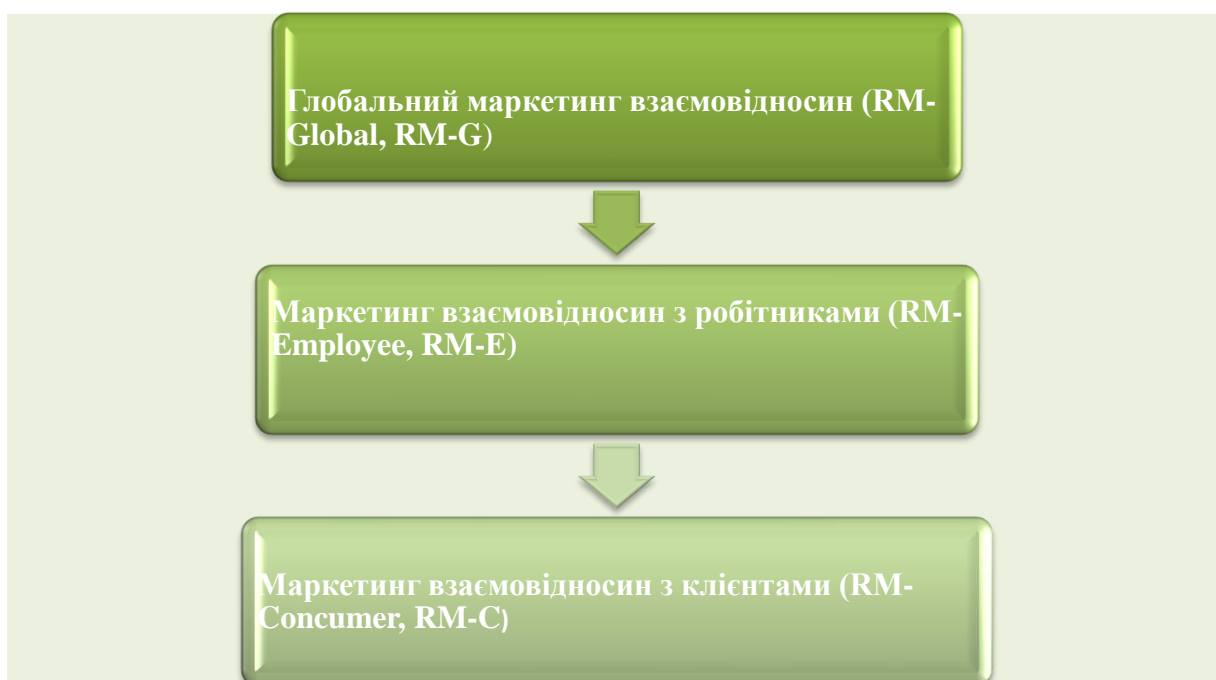 Глобальний маркетинг взаємовідносин (RM-
Global, RM-G)
Маркетинг взаємовідносин з робітниками (RM-
Employee, RM-E)
Маркетинг взаємовідносин з клієнтами (RM-
Concumer, RM-C)